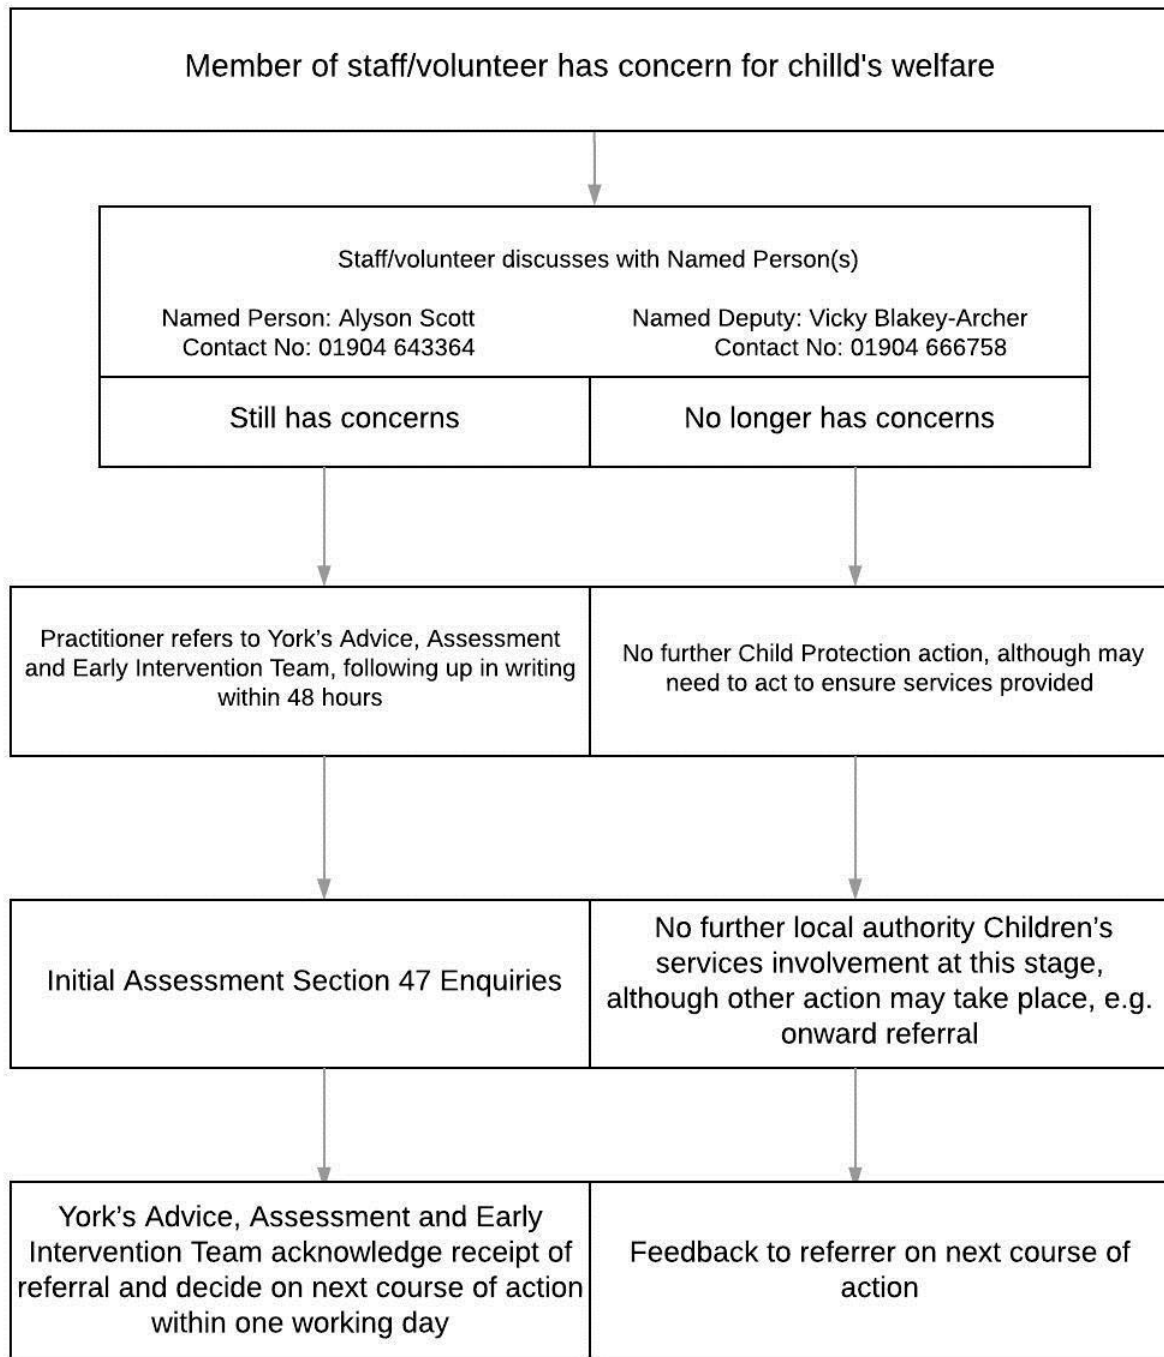 Member of staff/volunteer has concern for chilld's welfare
Staff/volunteer discusses with Named Person(s)
Named Person: Alyson Scott
Contact No: 01904 643364
Named Deputy: Vicky Blakey-Archer
Contact No: 01904 666758
Still has concerns
No longer has concerns
Practitioner refers to York’s Advice, Assessment
and Early Intervention Team, following up in writing
within 48 hours
No further Child Protection action, although may
need to act to ensure services provided
Initial Assessment Section 47 Enquiries
No further local authority Children’s
services involvement at this stage,
although other action may take place, e.g.
onward referral
York’s Advice, Assessment and Early
Intervention Team acknowledge receipt of
referral and decide on next course of action
within one working day
Feedback to referrer on next course of
action